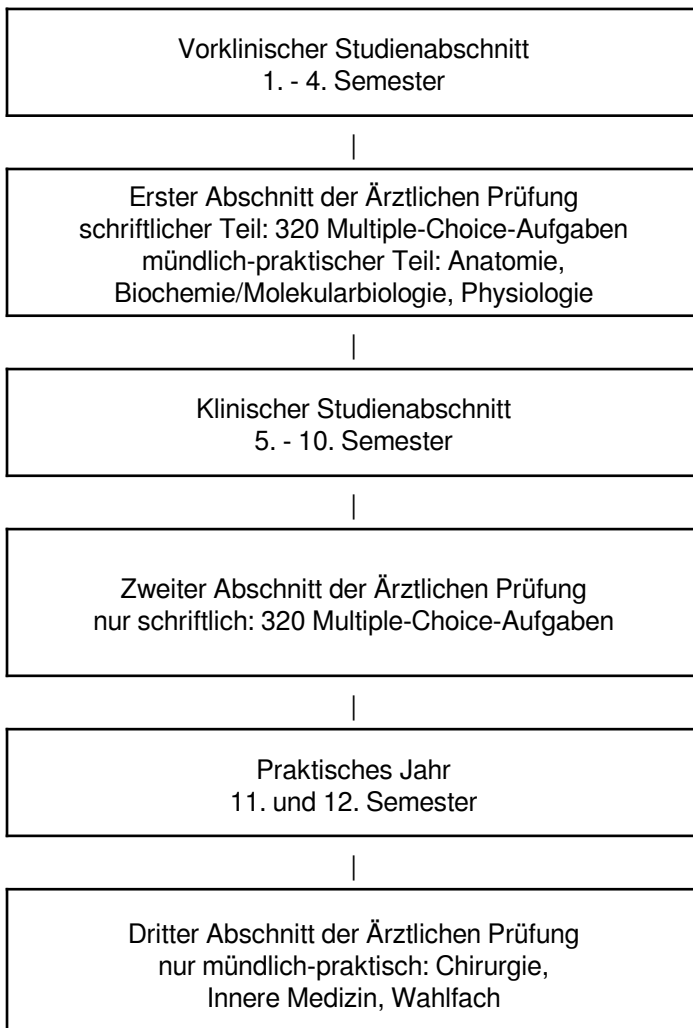 Vorklinischer Studienabschnitt
1. - 4. Semester
Erster Abschnitt der Ärztlichen Prüfung
schriftlicher Teil: 320 Multiple-Choice-Aufgaben
mündlich-praktischer Teil: Anatomie,
Biochemie/Molekularbiologie, Physiologie
Klinischer Studienabschnitt
5. - 10. Semester
Zweiter Abschnitt der Ärztlichen Prüfung
nur schriftlich: 320 Multiple-Choice-Aufgaben
Praktisches Jahr
11. und 12. Semester
Dritter Abschnitt der Ärztlichen Prüfung
nur mündlich-praktisch: Chirurgie,
Innere Medizin, Wahlfach